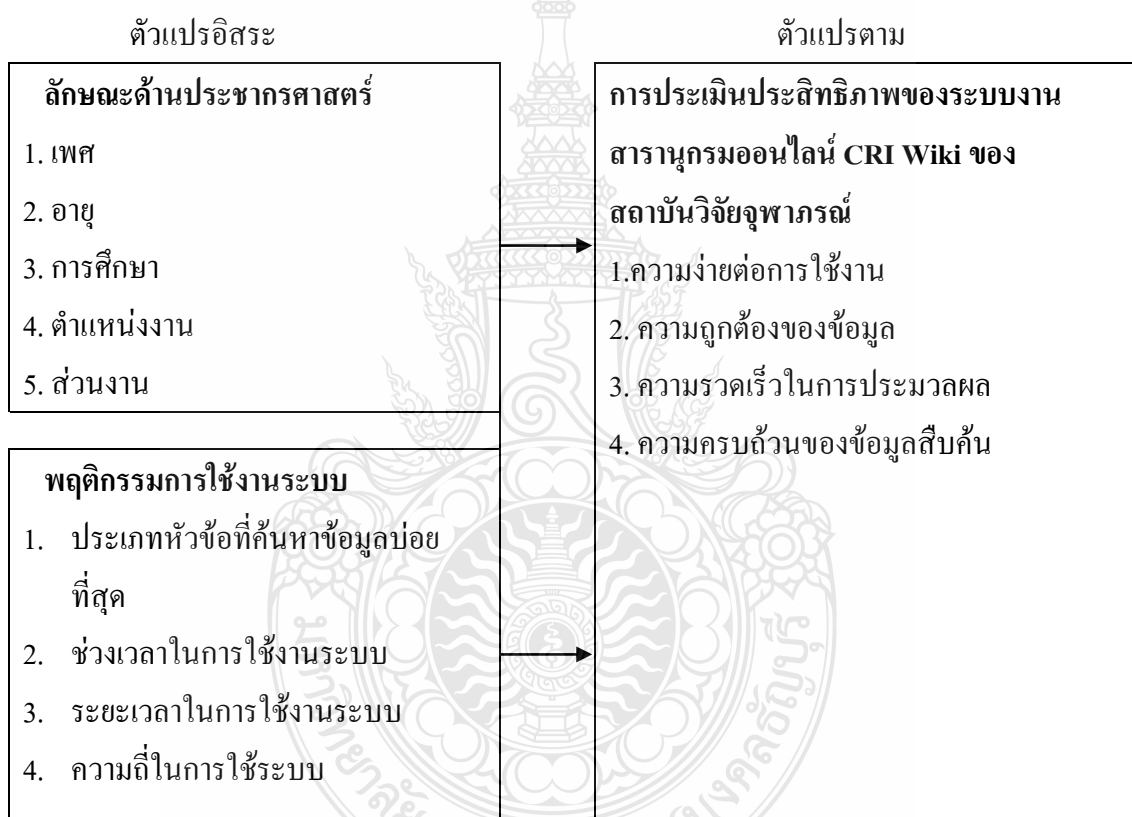 ตัวแปรอิสระ
ตัวแปรตาม
ลักษณะด้านประชากรศาสตร์
1. เพศ
2. อายุ
3. การศึกษา
4. ตำแหน่งงาน
5. ส่วนงาน
พฤติกรรมการใช้งานระบบ
1. ประเภทหัวข้อที่ค้นหาข้อมูลบ่อย
ที่สุด
2. ช่วงเวลาในการใช้งานระบบ
3. ระยะเวลาในการใช้งานระบบ
4. ความถี่ในการใช้ระบบ
การประเมินประสิทธิภาพของระบบงาน
สารานุกรมออนไลน์ CRI Wiki ของ
สถาบันวิจัยจุฬาภรณ์
1.ความง่ายต่อการใช้งาน
2. ความถูกต้องของข้อมูล
3. ความรวดเร็วในการประมวลผล
4. ความครบถ้วนของข้อมูลสืบค้น